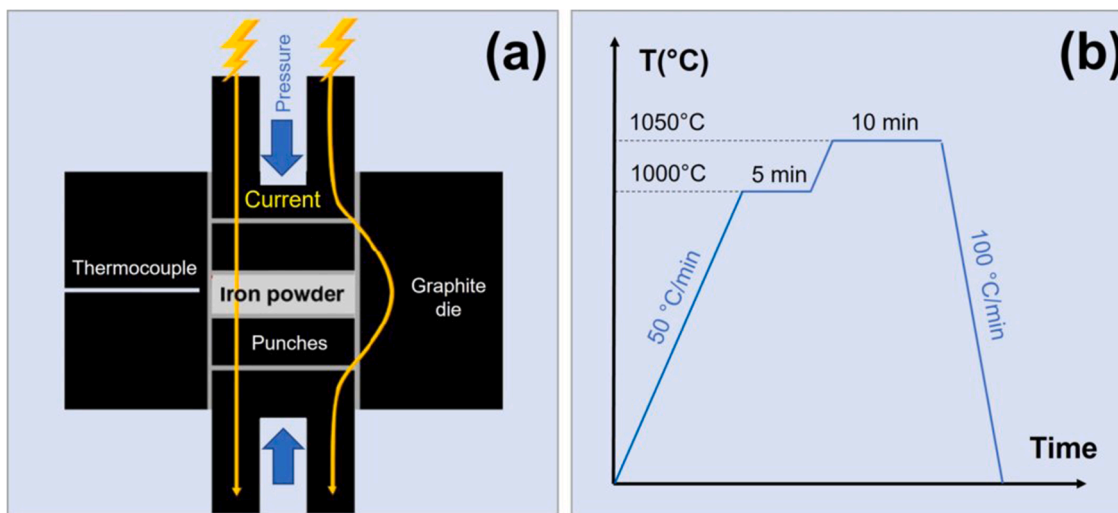 (a)
Pressure
Current
Thermocouple
Iron powder
Graphite
die
Punches
(b)
T(°C)
1050°C
10 min
1000°C
5 min
50 °C/min
100 °C/min
Time